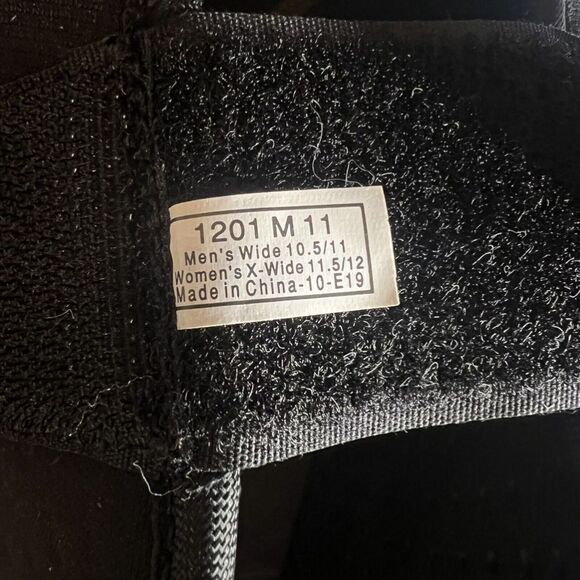 1201 M 11
Men's Wide 10.5/11
Women's X-Wide 11.5/12
Made in China-10-E19